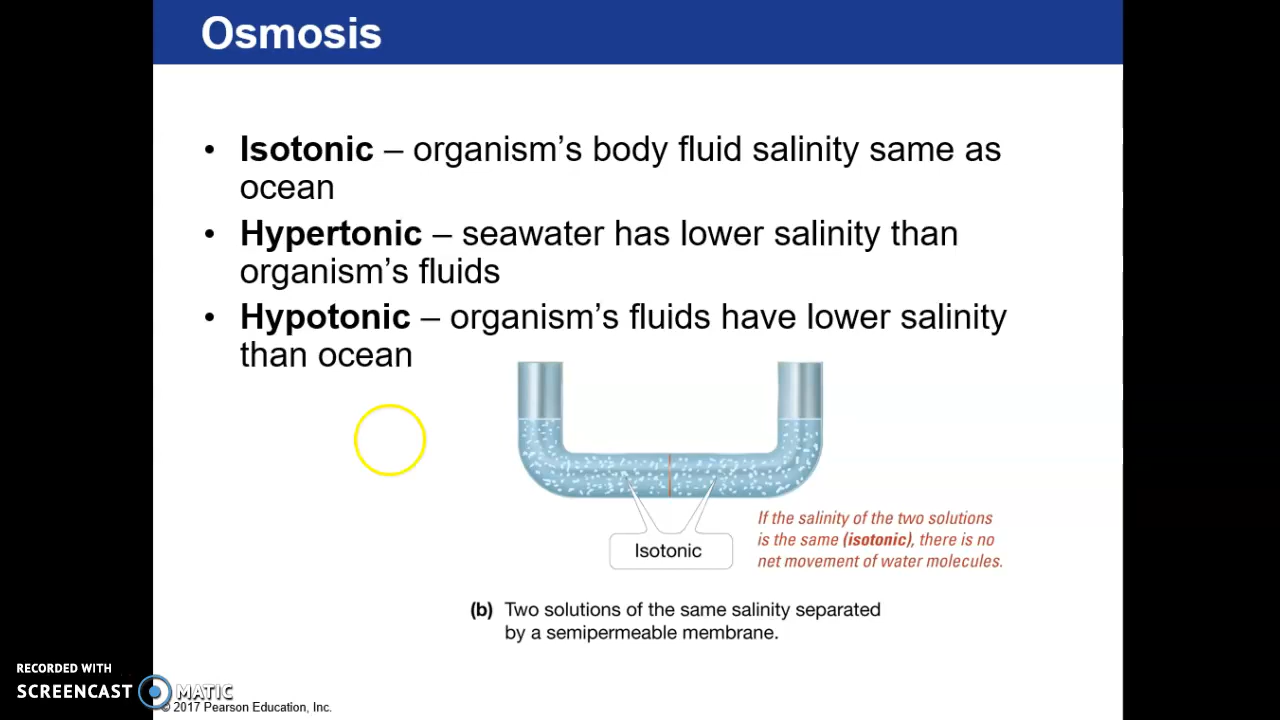 Osmosis
• Isotonic – organism's body fluid salinity same as
ocean
• Hypertonic – seawater has lower salinity than
organism's fluids
• Hypotonic – organism's fluids have lower salinity
than ocean
Isotonic
If the salinity of the two solutions
is the same (isotonic), there is no
net movement of water molecules.
(b) Two solutions of the same salinity separated
by a semipermeable membrane.
RECORDED WITH
SCREENCAST MATIC
© 2017 Pearson Education, Inc.